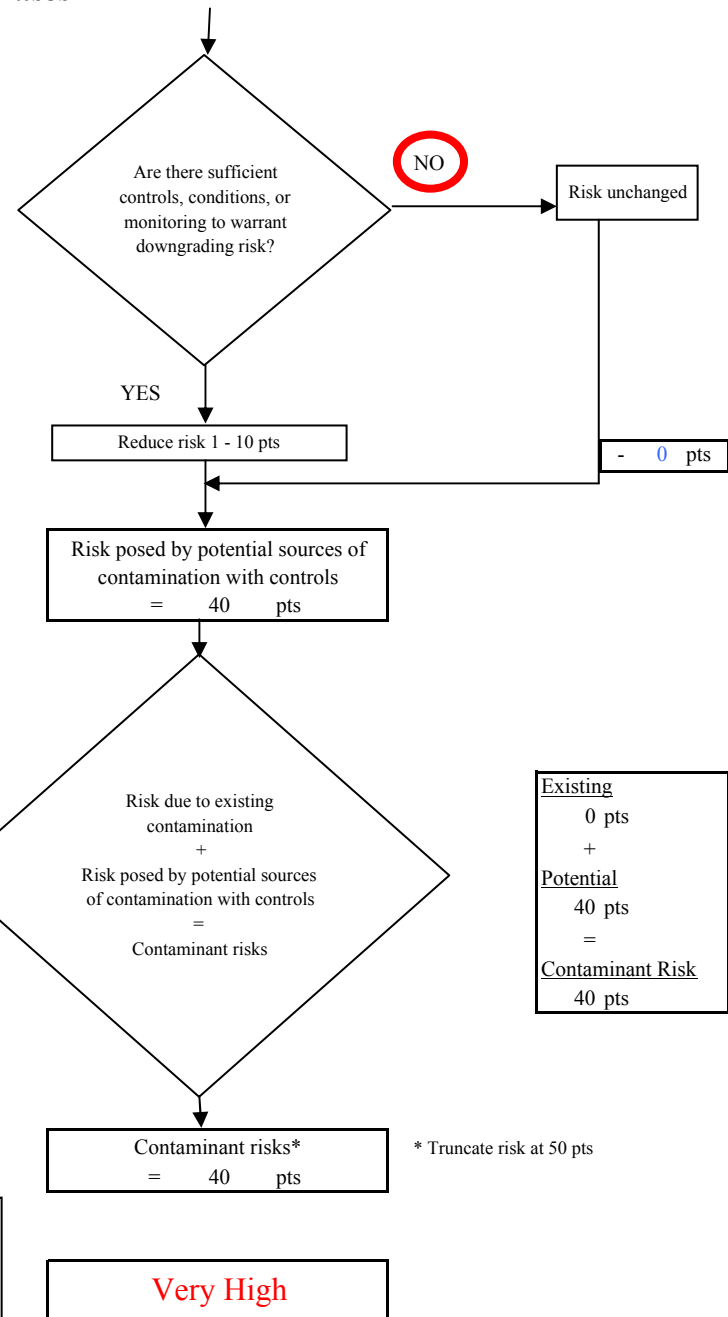 Are there sufficient
controls, conditions, or
monitoring to warrant
downgrading risk?
NO
Risk unchanged
YES
Reduce risk 1 - 10 pts
- 0 pts
Risk posed by potential sources of
contamination with controls
= 40 pts
Risk due to existing
contamination
+
Risk posed by potential sources
of contamination with controls
=
Contaminant risks
Existing
0 pts
+
Potential
40 pts
=
Contaminant Risk
40 pts
Contaminant risks*
= 40 pts
* Truncate risk at 50 pts
Very High